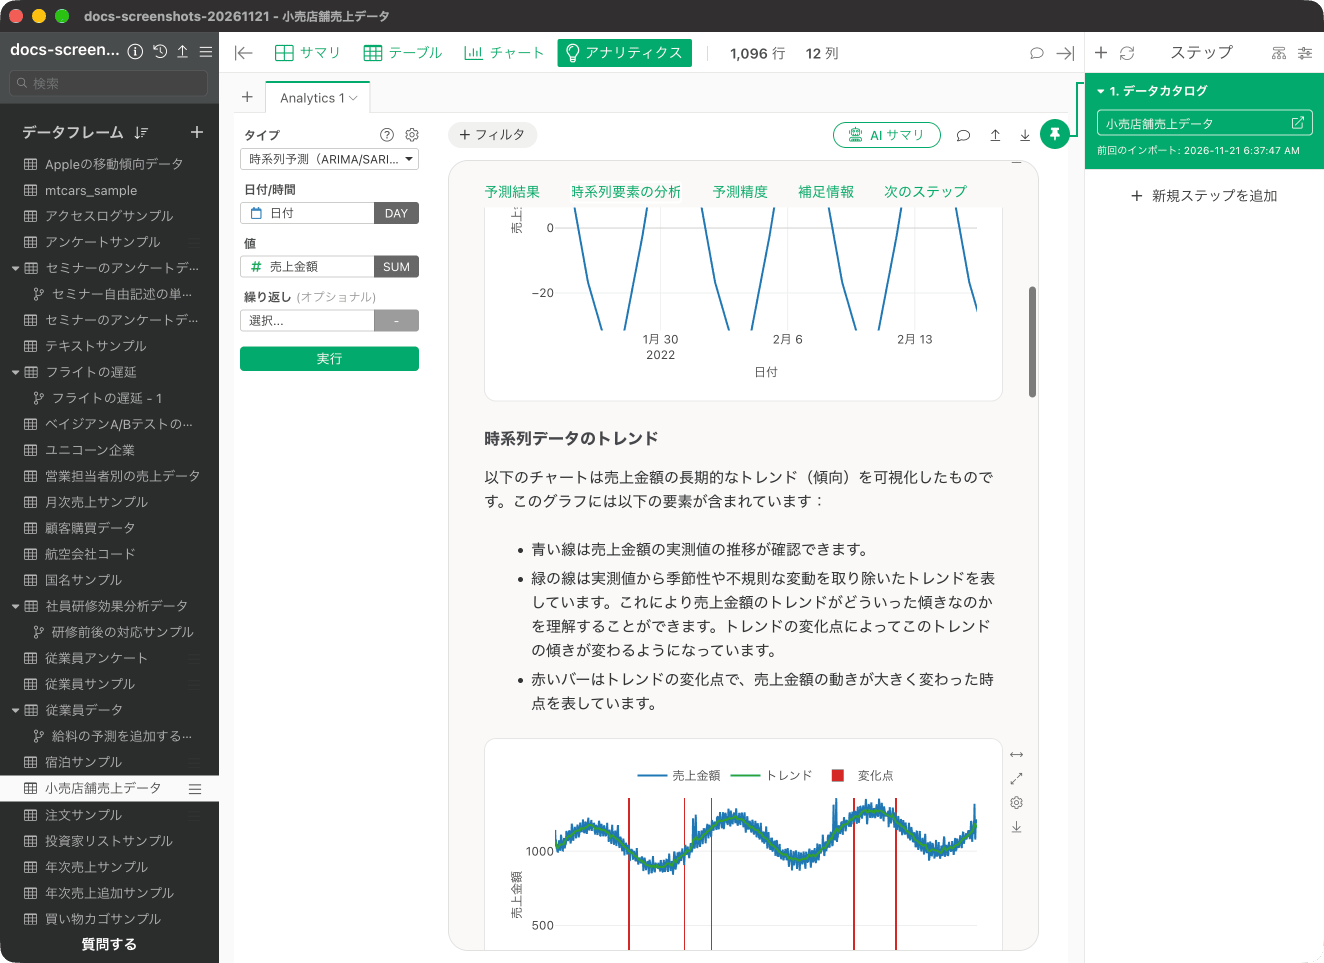 docs-screenshots-20261121 - 小売店舗売上データ
docs-screen...
検索
データフレーム
Appleの移動傾向データ
mtcars_sample
アクセスログサンプル
アンケートサンプル
セミナーのアンケートデ...
セミナー自由記述の単...
セミナーのアンケートデ...
テキストサンプル
フライトの遅延
フライトの遅延 - 1
ベイジアンA/Bテストの...
ユニコーン企業
営業担当者別の売上データ
月次売上サンプル
顧客購買データ
航空会社コード
国名サンプル
社員研修効果分析データ
研修前後の対応サンプル
従業員アンケート
従業員サンプル
従業員データ
給料の予測を追加する...
宿泊サンプル
小売店舗売上データ
注文サンプル
投資家リストサンプル
年次売上サンプル
年次売上追加サンプル
買い物カゴサンプル
質問する
サマリ
テーブル
チャート
アナリティクス
1,096 行
12 列
Analytics 1
タイプ
時系列予測（ARIMA/SARI...
日付/時間
日付
DAY
値
売上金額
SUM
繰り返し (オプショナル)
選択...
-
実行
フィルタ
AI サマリ
予測結果
時系列要素の分析
予測精度
補足情報
次のステップ
0
−20
1月 30
2022
2月 6
2月 13
日付
時系列データのトレンド
以下のチャートは売上金額の長期的なトレンド（傾向）を可視化したもので
す。このグラフには以下の要素が含まれています：
• 青い線は売上金額の実測値の推移が確認できます。
• 緑の線は実測値から季節性や不規則な変動を取り除いたトレンドを表
しています。これにより売上金額のトレンドがどういった傾きなのか
を理解することができます。トレンドの変化点によってこのトレンド
の傾きが変わるようになっています。
• 赤いバーはトレンドの変化点で、売上金額の動きが大きく変わった時
点を表しています。
売上金額
トレンド
変化点
1000
500
売上金額
ステップ
1. データカタログ
小売店舗売上データ
前回のインポート: 2026-11-21 6:37:47 AM
新規ステップを追加